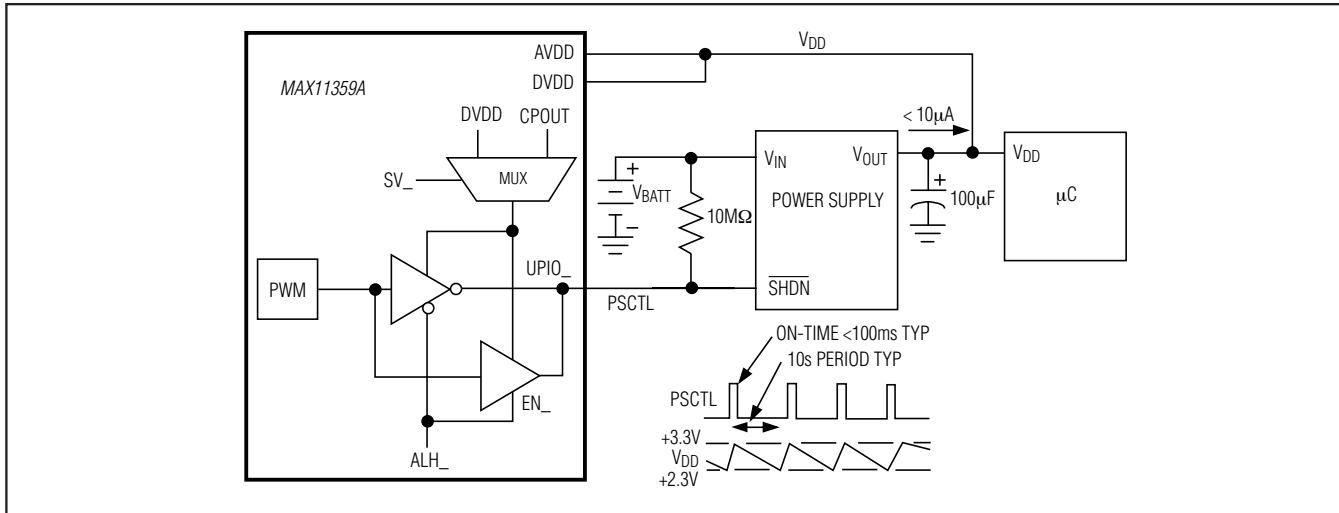 MAX11359A
AVDD
DVDD
VDD
DVDD CPOUT
SV_
MUX
PWM
UPIO_
EN_
ALH_
PSCTL
+
VBATT
–
10MΩ
VIN
VOUT
POWER SUPPLY
SHDN
< 10µA
+
100µF
VDD
µC
ON-TIME <100ms TYP
10s PERIOD TYP
PSCTL
+3.3V
VDD
+2.3V